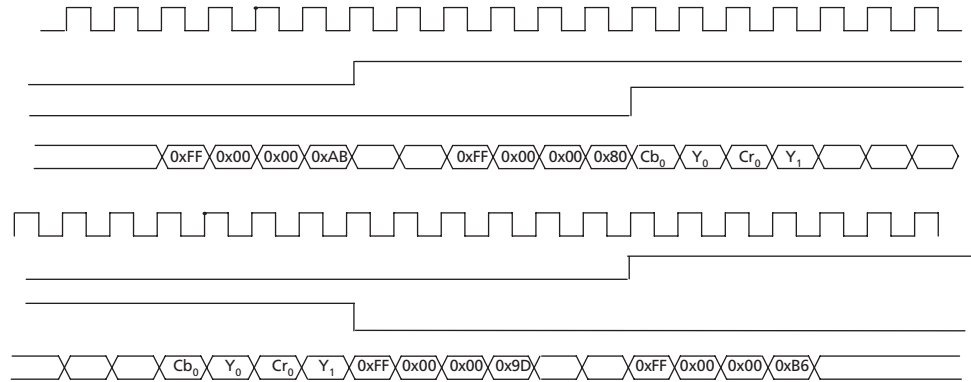 0xFF 0x00 0x00 0xAB 0xFF 0x00 0x00 0x80 Cb₀ Y₀ Cr₀ Y₁
Cb₀ Y₀ Cr₀ Y₁ 0xFF 0x00 0x00 0x9D 0xFF 0x00 0x00 0xB6